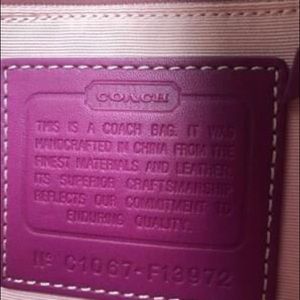 COACH
THIS IS A COACH BAG. IT WAS
HANDCRAFTED IN CHINA FROM THE
FINEST MATERIALS AND LEATHER.
ITS SUPERIOR CRAFTSMANSHIP
REFLECTS OUR COMMITMENT TO
ENDURING QUALITY.
Nº C1067-F13972